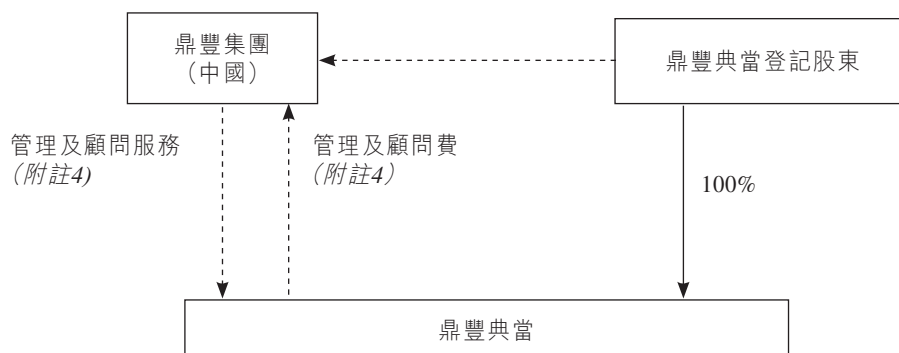 鼎豐集團
（中國）
鼎豐典當登記股東
管理及顧問服務
（附註4)
管理及顧問費
（附註4）
100%
鼎豐典當